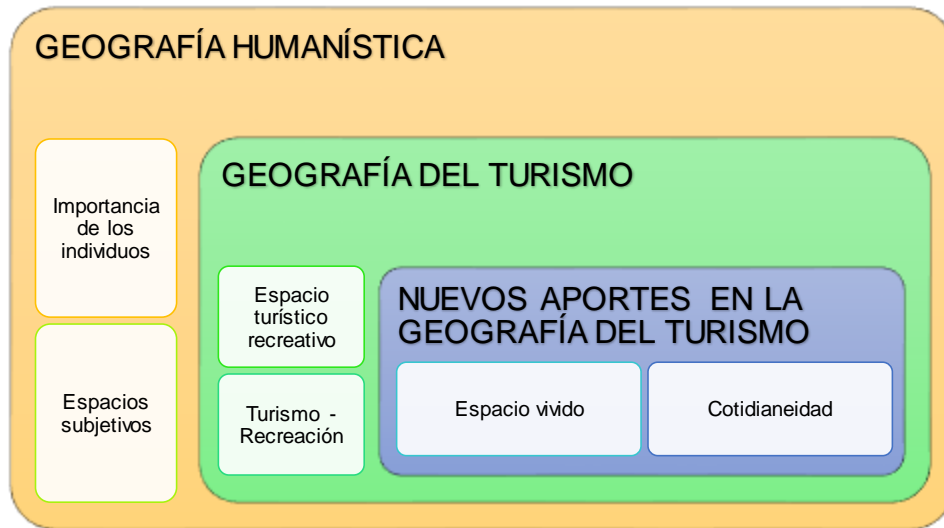 GEOGRAFÍA HUMANÍSTICA
Importancia
de los
individuos
Espacios
subjetivos
GEOGRAFÍA DEL TURISMO
Espacio
turístico
recreativo
Turismo -
Recreación
NUEVOS APORTES EN LA
GEOGRAFÍA DEL TURISMO
Espacio vivido
Cotidianeidad